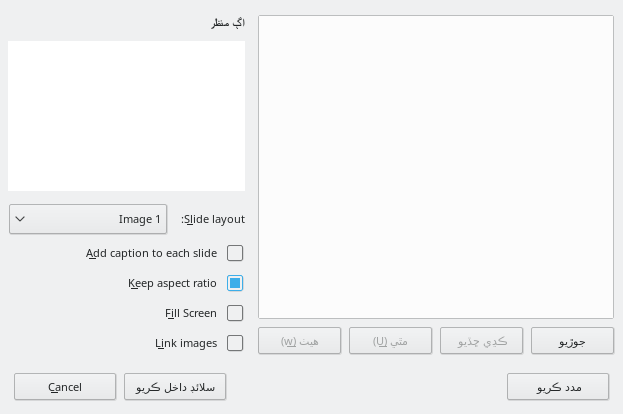 جوڙيو
ڪڍي ڇڏيو
مٿي (U)
هيٺ (w)
اڳ منظر
Slide layout:
Image 1
Add caption to each slide
Keep aspect ratio
Fill Screen
Link images
مدد ڪريو
سلائڊ داخل ڪريو
Cancel